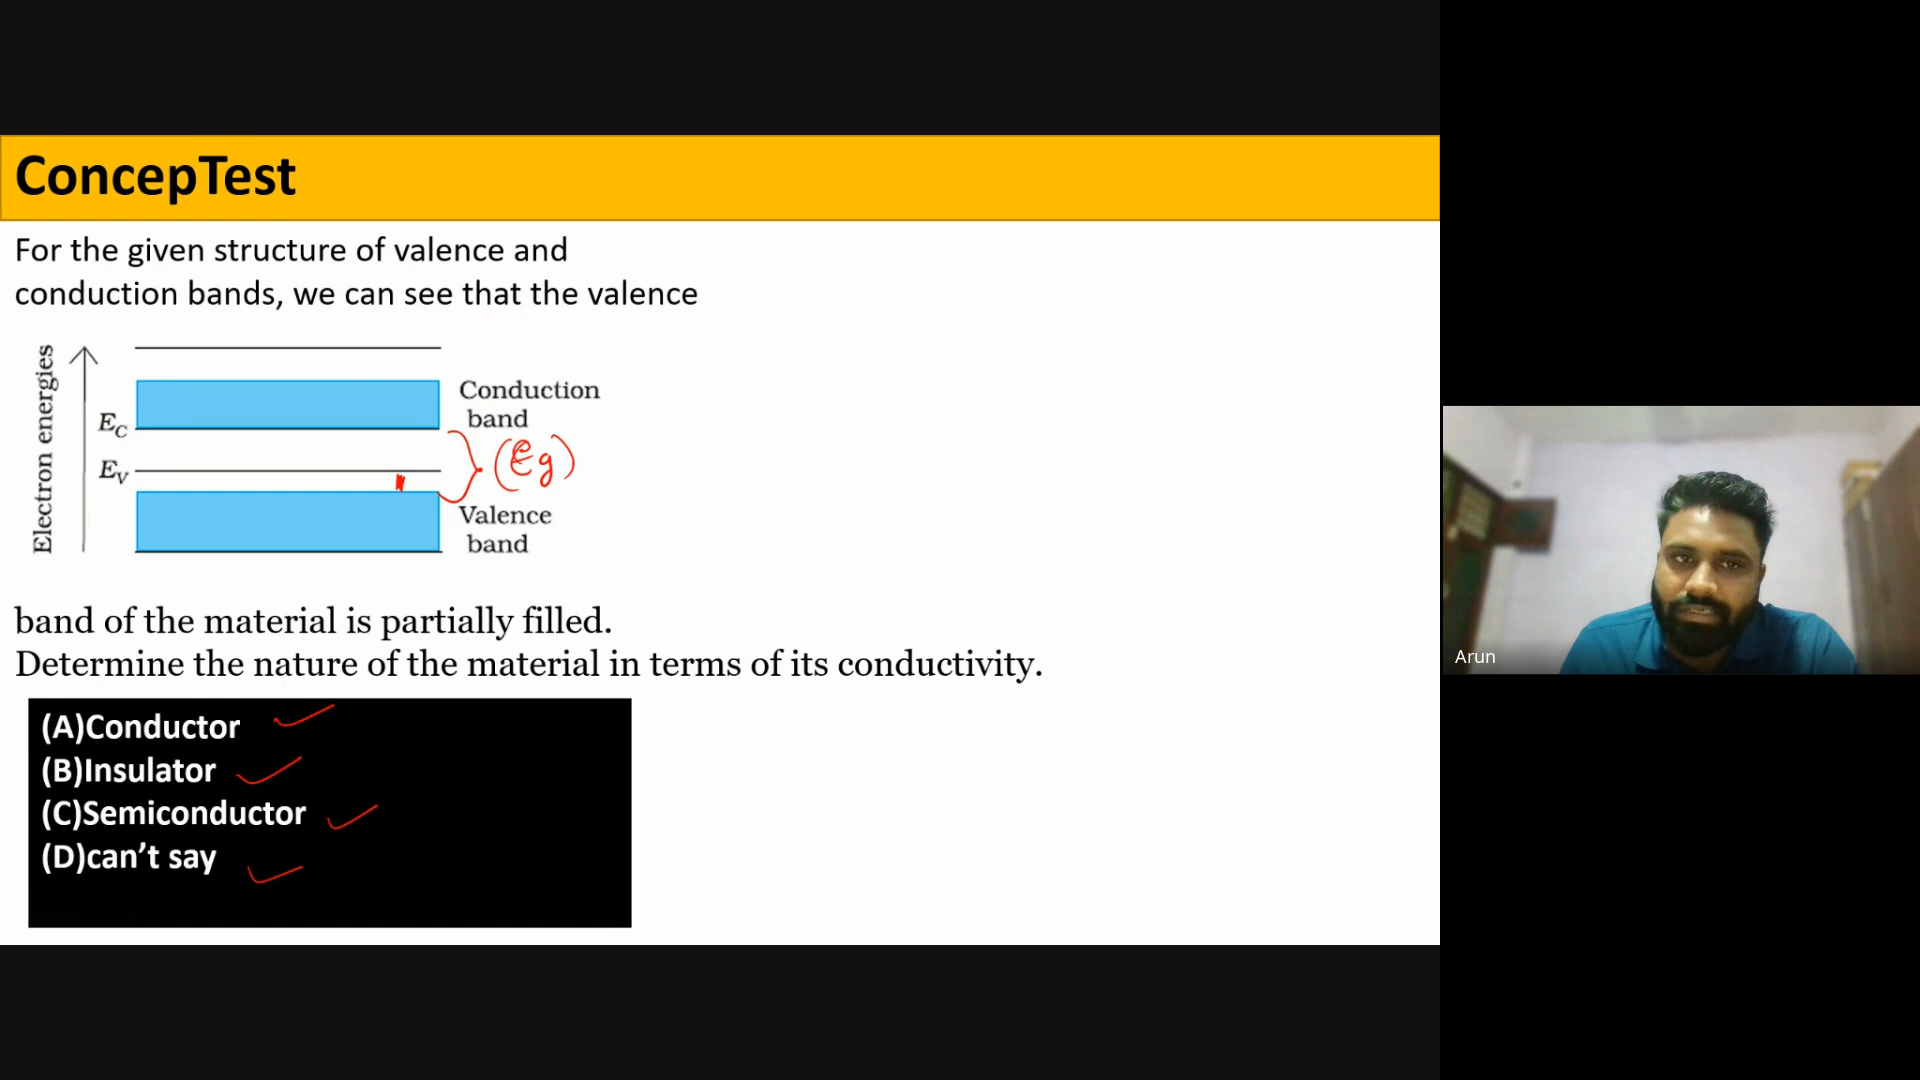 ConcepTest
For the given structure of valence and
conduction bands, we can see that the valence
Electron energies
Conduction
band
E_C
(Eg)
E_V
Valence
band
band of the material is partially filled.
Determine the nature of the material in terms of its conductivity.
(A)Conductor
(B)Insulator
(C)Semiconductor
(D)can’t say
Arun